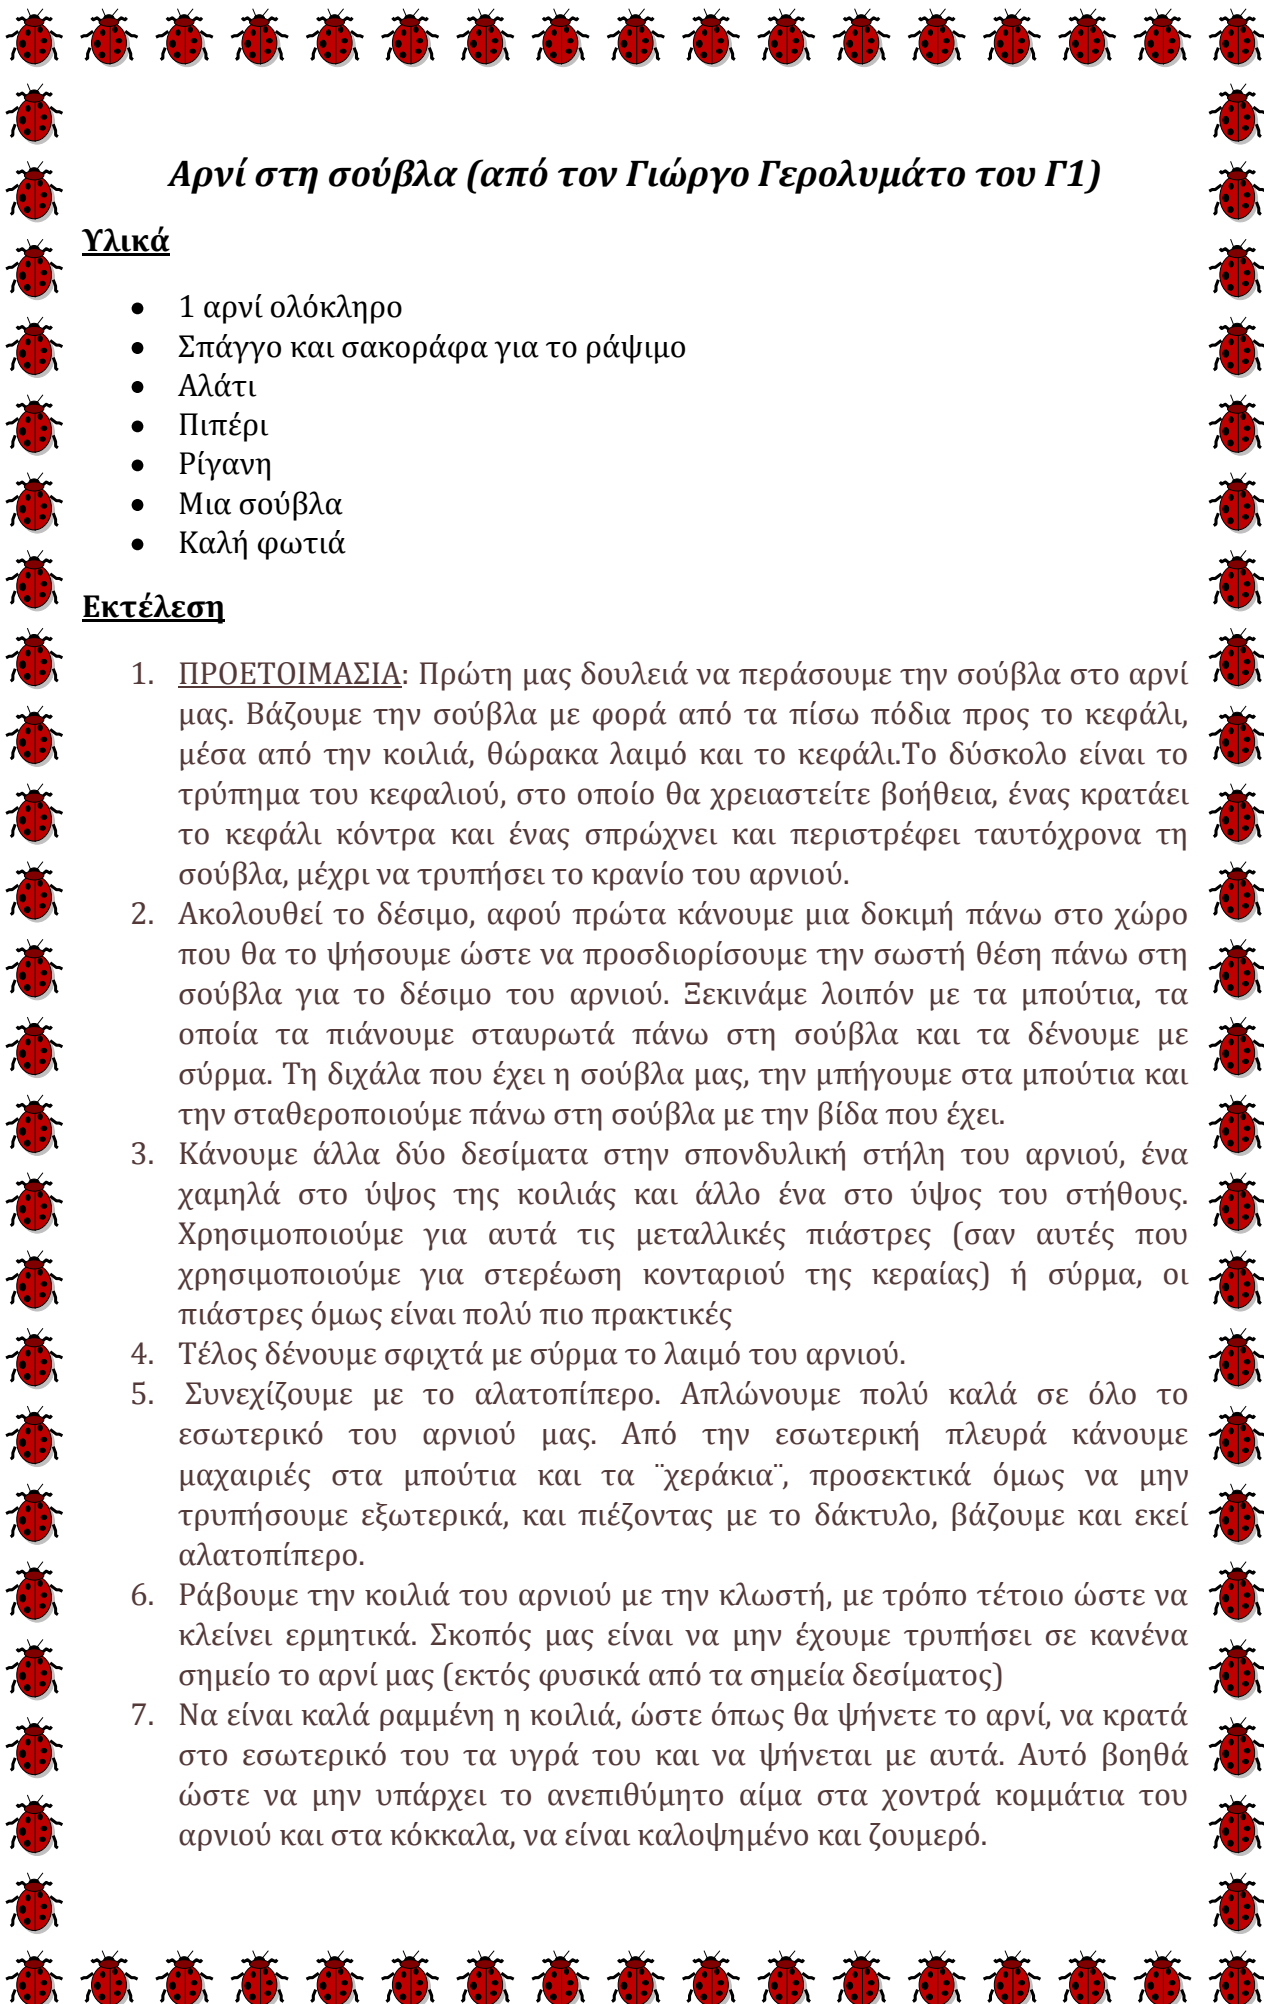 Αρνί στη σούβλα (από τον Γιώργο Γερολυμάτο του Γ1)
Υλικά
• 1 αρνί ολόκληρο
• Σπάγγο και σακοράφα για το ράψιμο
• Αλάτι
• Πιπέρι
• Ρίγανη
• Μια σούβλα
• Καλή φωτιά
Εκτέλεση
1. ΠΡΟΕΤΟΙΜΑΣΙΑ: Πρώτη μας δουλειά να περάσουμε την σούβλα στο αρνί
μας. Βάζουμε την σούβλα με φορά από τα πίσω πόδια προς το κεφάλι,
μέσα από την κοιλιά, θώρακα λαιμό και το κεφάλι.Το δύσκολο είναι το
τρύπημα του κεφαλιού, στο οποίο θα χρειαστείτε βοήθεια, ένας κρατάει
το κεφάλι κόντρα και ένας σπρώχνει και περιστρέφει ταυτόχρονα τη
σούβλα, μέχρι να τρυπήσει το κρανίο του αρνιού.
2. Ακολουθεί το δέσιμο, αφού πρώτα κάνουμε μια δοκιμή πάνω στο χώρο
που θα το ψήσουμε ώστε να προσδιορίσουμε την σωστή θέση πάνω στη
σούβλα για το δέσιμο του αρνιού. Ξεκινάμε λοιπόν με τα μπούτια, τα
οποία τα πιάνουμε σταυρωτά πάνω στη σούβλα και τα δένουμε με
σύρμα. Τη διχάλα που έχει η σούβλα μας, την μπήγουμε στα μπούτια και
την σταθεροποιούμε πάνω στη σούβλα με την βίδα που έχει.
3. Κάνουμε άλλα δύο δεσίματα στην σπονδυλική στήλη του αρνιού, ένα
χαμηλά στο ύψος της κοιλιάς και άλλο ένα στο ύψος του στήθους.
Χρησιμοποιούμε για αυτά τις μεταλλικές πιάστρες (σαν αυτές που
χρησιμοποιούμε για στερέωση κονταριού της κεραίας) ή σύρμα, οι
πιάστρες όμως είναι πολύ πιο πρακτικές
4. Τέλος δένουμε σφιχτά με σύρμα το λαιμό του αρνιού.
5. Συνεχίζουμε με το αλατοπίπερο. Απλώνουμε πολύ καλά σε όλο το
εσωτερικό του αρνιού μας. Από την εσωτερική πλευρά κάνουμε
μαχαιριές στα μπούτια και τα ¨χεράκια¨, προσεκτικά όμως να μην
τρυπήσουμε εξωτερικά, και πιέζοντας με το δάκτυλο, βάζουμε και εκεί
αλατοπίπερο.
6. Ράβουμε την κοιλιά του αρνιού με την κλωστή, με τρόπο τέτοιο ώστε να
κλείνει ερμητικά. Σκοπός μας είναι να μην έχουμε τρυπήσει σε κανένα
σημείο το αρνί μας (εκτός φυσικά από τα σημεία δεσίματος)
7. Να είναι καλά ραμμένη η κοιλιά, ώστε όπως θα ψήνετε το αρνί, να κρατά
στο εσωτερικό του τα υγρά του και να ψήνεται με αυτά. Αυτό βοηθά
ώστε να μην υπάρχει το ανεπιθύμητο αίμα στα χοντρά κομμάτια του
αρνιού και στα κόκκαλα, να είναι καλοψημένο και ζουμερό.